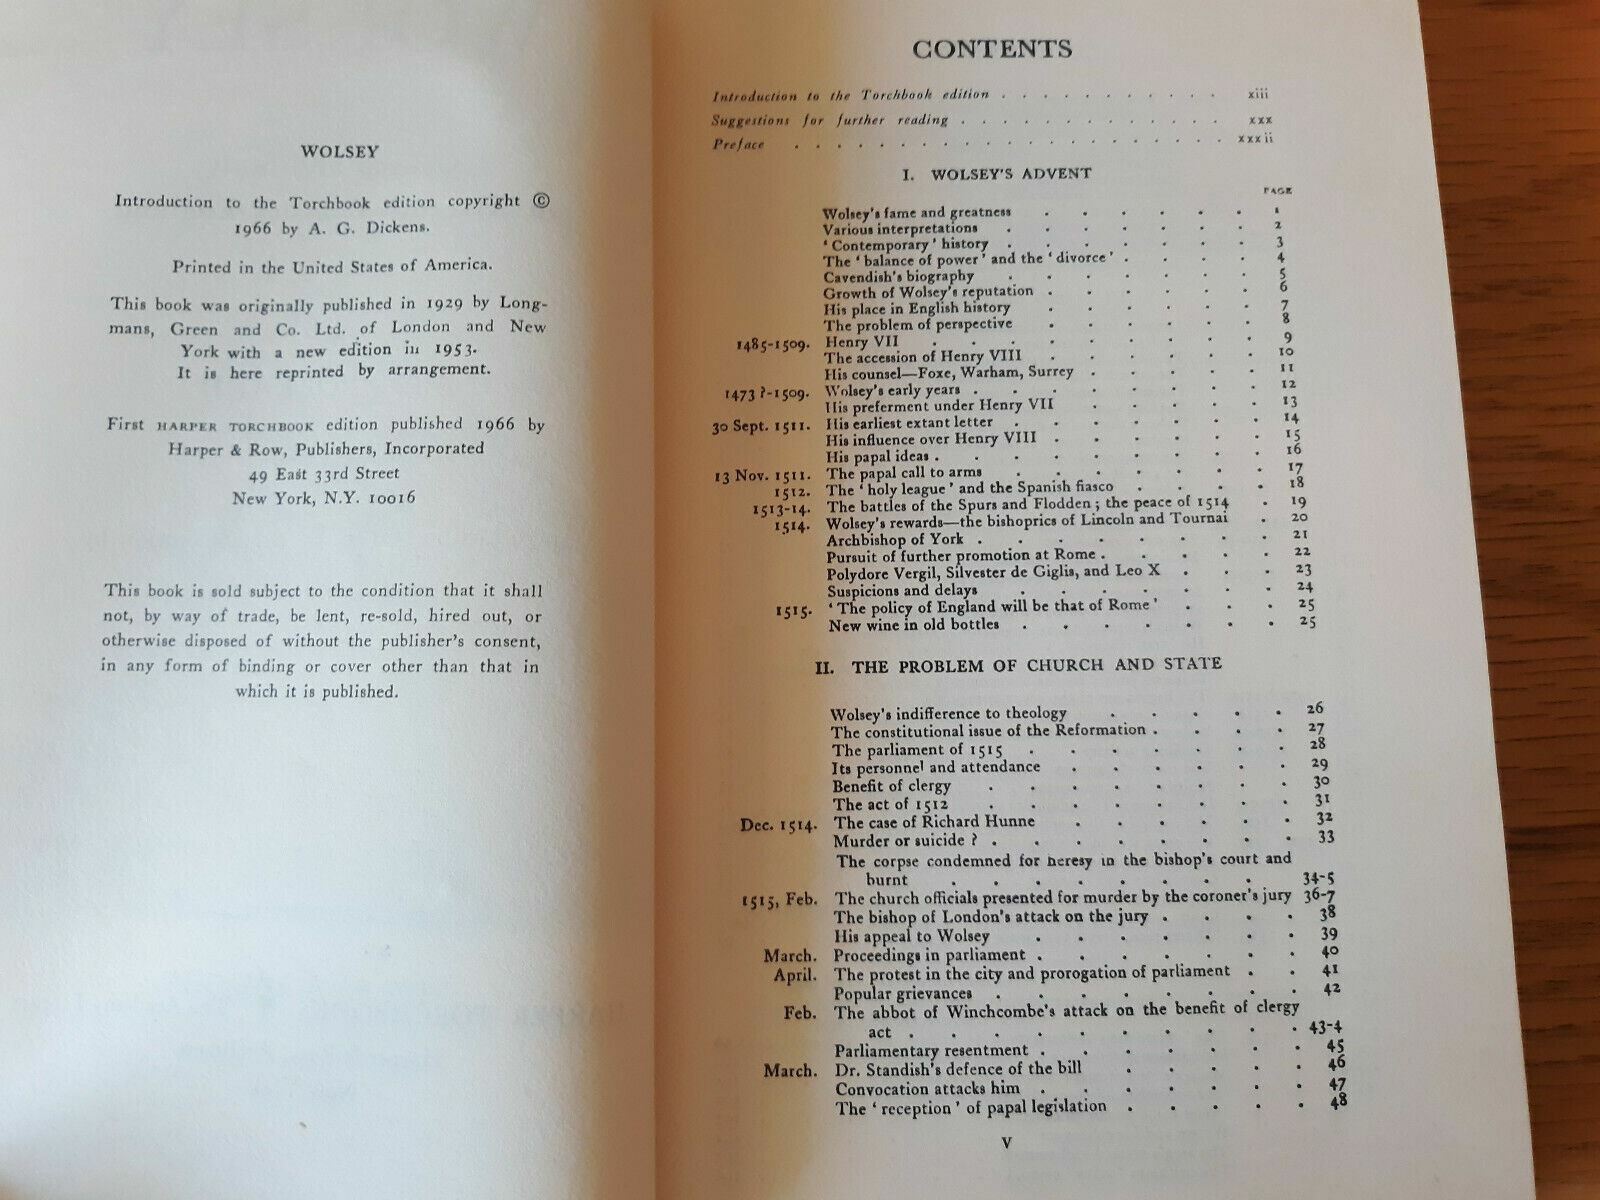 WOLSEY
Introduction to the Torchbook edition copyright ©
1966 by A. G. Dickens.
Printed in the United States of America.
This book was originally published in 1929 by Long-
mans, Green and Co. Ltd. of London and New
York with a new edition in 1953.
It is here reprinted by arrangement.
First HARPER TORCHBOOK edition published 1966 by
Harper & Row, Publishers, Incorporated
49 East 33rd Street
New York, N.Y. 10016
This book is sold subject to the condition that it shall
not, by way of trade, be lent, re-sold, hired out, or
otherwise disposed of without the publisher's consent,
in any form of binding or cover other than that in
which it is published.
CONTENTS
Introduction to the Torchbook edition . . . . . . . . . . . xiii
Suggestions for further reading . . . . . . . . . . . . . xxx
Preface . . . . . . . . . . . . . . . . . . . . xxxii
I. WOLSEY'S ADVENT
PAGE
Wolsey's fame and greatness . . . . . . 1
Various interpretations . . . . . . . 2
'Contemporary' history . . . . . . . 3
The 'balance of power' and the 'divorce' . . . . 4
Cavendish's biography . . . . . . . 5
Growth of Wolsey's reputation . . . . . . 6
His place in English history . . . . . . 7
The problem of perspective . . . . . . 8
1485-1509. Henry VII . . . . . . . . . 9
The accession of Henry VIII . . . . . . 10
His counsel—Foxe, Warham, Surrey . . . . . 11
1473 ?-1509. Wolsey's early years . . . . . . . . 12
His preferment under Henry VII . . . . . 13
30 Sept. 1511. His earliest extant letter . . . . . . . 14
His influence over Henry VIII . . . . . . 15
His papal ideas . . . . . . . . . 16
13 Nov. 1511. The papal call to arms . . . . . . . 17
1512. The 'holy league' and the Spanish fiasco . . . . 18
1513-14. The battles of the Spurs and Flodden; the peace of 1514 . 19
1514. Wolsey's rewards—the bishoprics of Lincoln and Tournai . 20
Archbishop of York . . . . . . . . 21
Pursuit of further promotion at Rome . . . . . 22
Polydore Vergil, Silvester de Giglis, and Leo X . . . 23
Suspicions and delays . . . . . . . 24
1515. 'The policy of England will be that of Rome' . . . 25
New wine in old bottles . . . . . . . 25
II. THE PROBLEM OF CHURCH AND STATE
Wolsey's indifference to theology . . . . . 26
The constitutional issue of the Reformation . . . . 27
The parliament of 1515 . . . . . . . 28
Its personnel and attendance . . . . . . 29
Benefit of clergy . . . . . . . . 30
The act of 1512 . . . . . . . . 31
Dec. 1514. The case of Richard Hunne . . . . . . 32
Murder or suicide ? . . . . . . . . 33
The corpse condemned for heresy in the bishop's court and
burnt . . . . . . . . 34-5
1515, Feb. The church officials presented for murder by the coroner's jury 36-7
The bishop of London's attack on the jury . . . . 38
His appeal to Wolsey . . . . . . . 39
March. Proceedings in parliament . . . . . . . 40
April. The protest in the city and prorogation of parliament . . 41
Popular grievances . . . . . . . . 42
Feb. The abbot of Winchcombe's attack on the benefit of clergy
act . . . . . . . . . . 43-4
Parliamentary resentment . . . . . . . 45
March. Dr. Standish's defence of the bill . . . . . 46
Convocation attacks him . . . . . . . 47
The 'reception' of papal legislation . . . . . 48
V